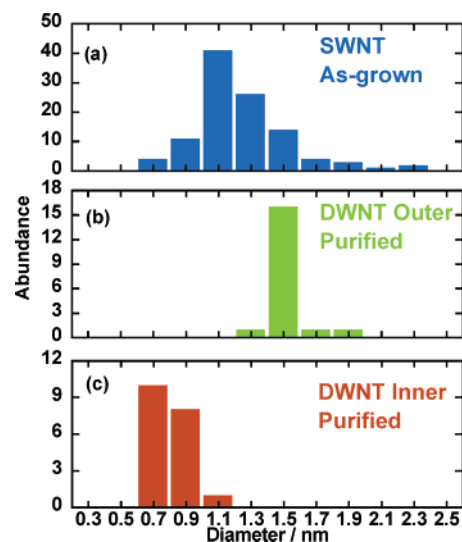 50
40
30
20
10
0
(a)
SWNT
As-grown
Abundance
18
15
12
9
6
3
0
(b)
DWNT Outer
Purified
12
9
6
3
0
(c)
DWNT Inner
Purified
0.3 0.5 0.7 0.9 1.1 1.3 1.5 1.7 1.9 2.1 2.3 2.5
Diameter / nm